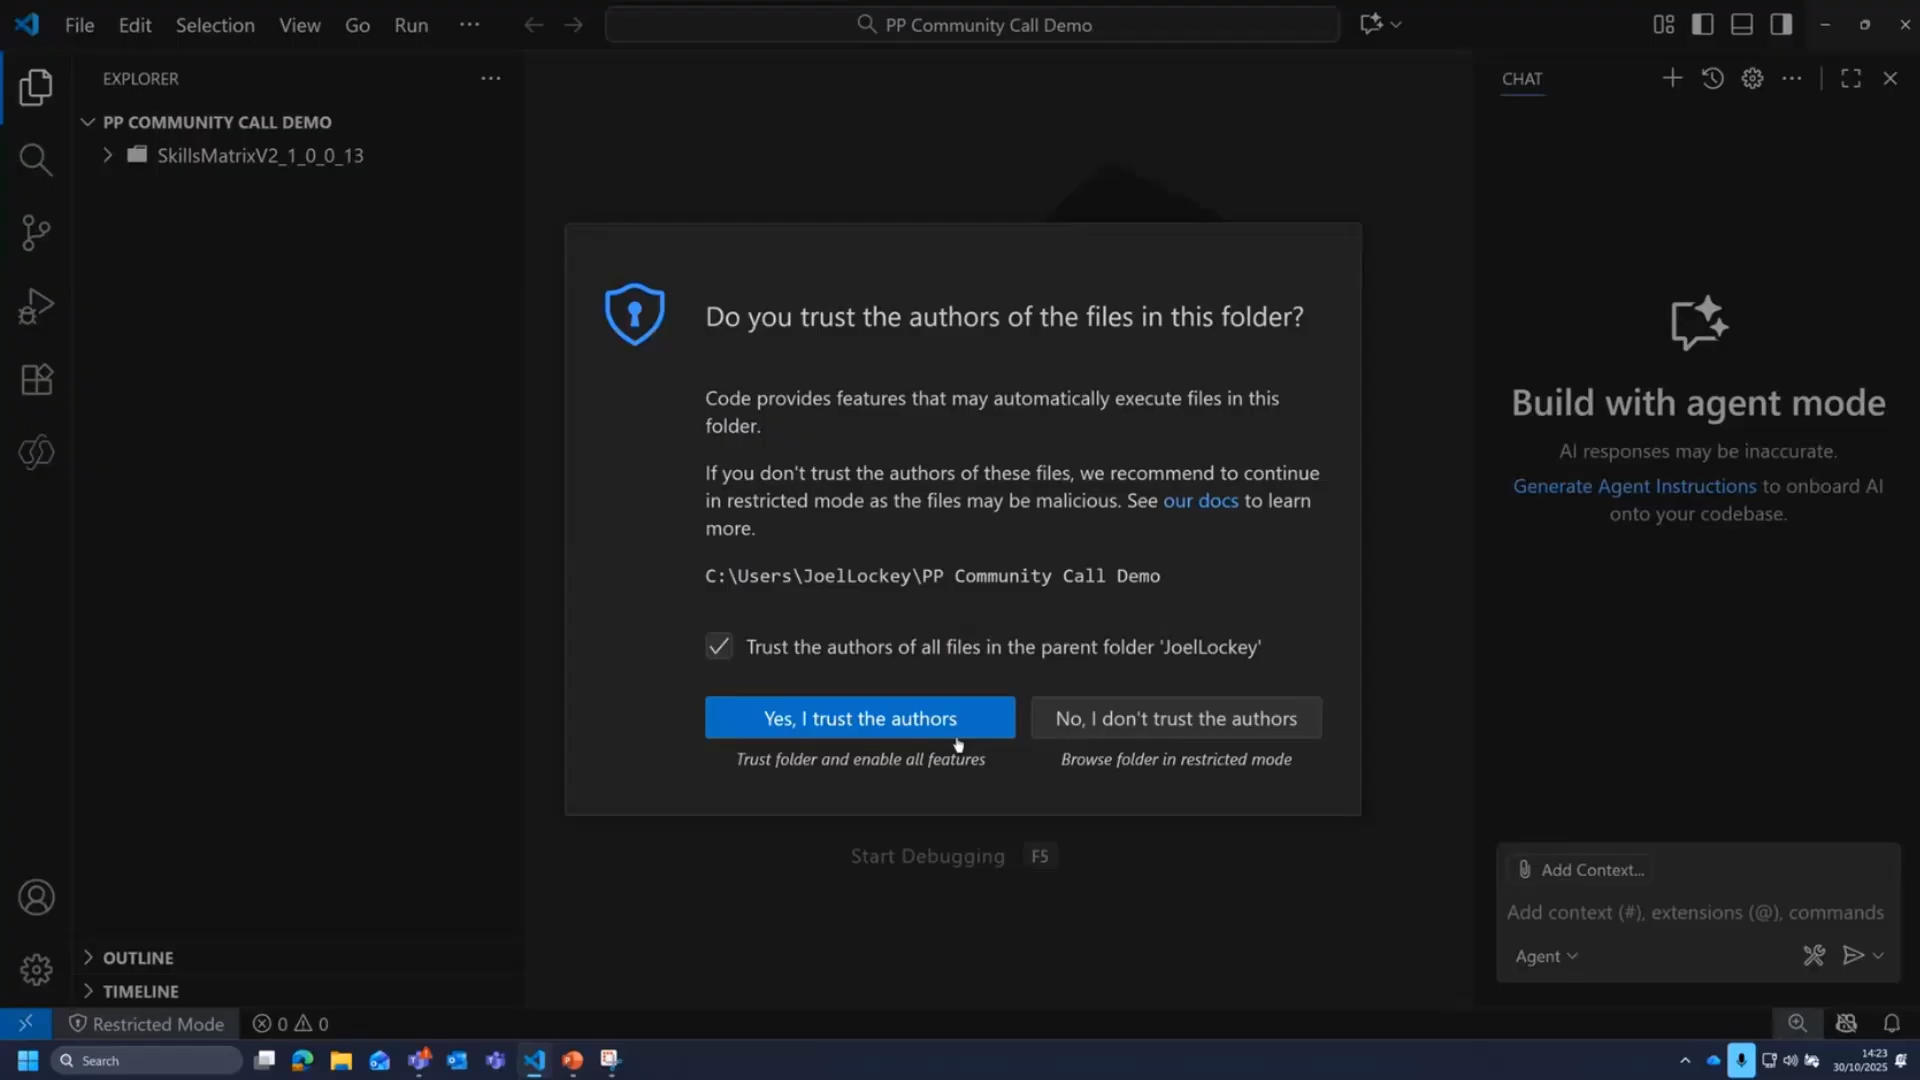 File Edit Selection View Go Run ···
PP Community Call Demo
EXPLORER
PP COMMUNITY CALL DEMO
SkillsMatrixV2_1_0_0_13
OUTLINE
TIMELINE
Do you trust the authors of the files in this folder?
Code provides features that may automatically execute files in this
folder.
If you don't trust the authors of these files, we recommend to continue
in restricted mode as the files may be malicious. See our docs to learn
more.
C:\Users\JoelLockey\PP Community Call Demo
Trust the authors of all files in the parent folder 'JoelLockey'
Yes, I trust the authors
No, I don't trust the authors
Trust folder and enable all features
Browse folder in restricted mode
Start Debugging F5
CHAT
Build with agent mode
AI responses may be inaccurate.
Generate Agent Instructions to onboard AI
onto your codebase.
Add Context...
Add context (#), extensions (@), commands
Agent
Restricted Mode
0 0
Search
14:23
30/10/2025